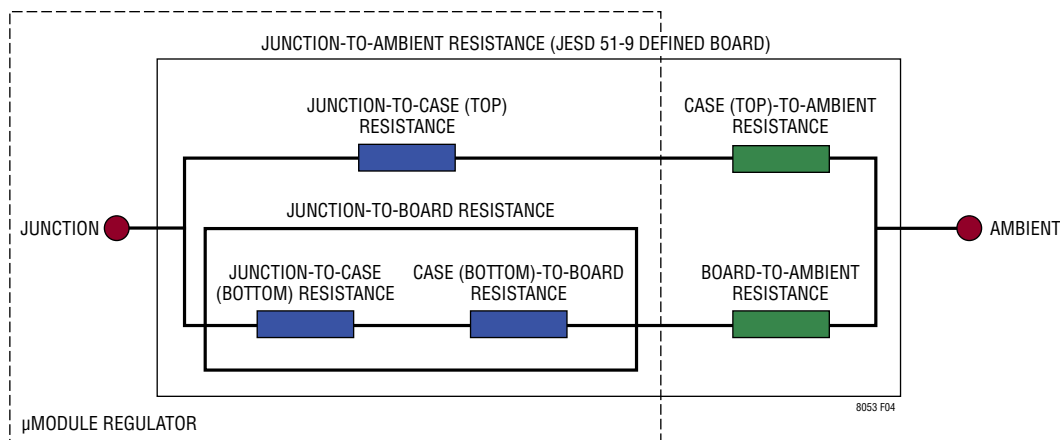 JUNCTION-TO-AMBIENT RESISTANCE (JESD 51-9 DEFINED BOARD)
JUNCTION-TO-CASE (TOP)
RESISTANCE
CASE (TOP)-TO-AMBIENT
RESISTANCE
JUNCTION-TO-BOARD RESISTANCE
JUNCTION
AMBIENT
JUNCTION-TO-CASE
(BOTTOM) RESISTANCE
CASE (BOTTOM)-TO-BOARD
RESISTANCE
BOARD-TO-AMBIENT
RESISTANCE
8053 F04
µMODULE REGULATOR